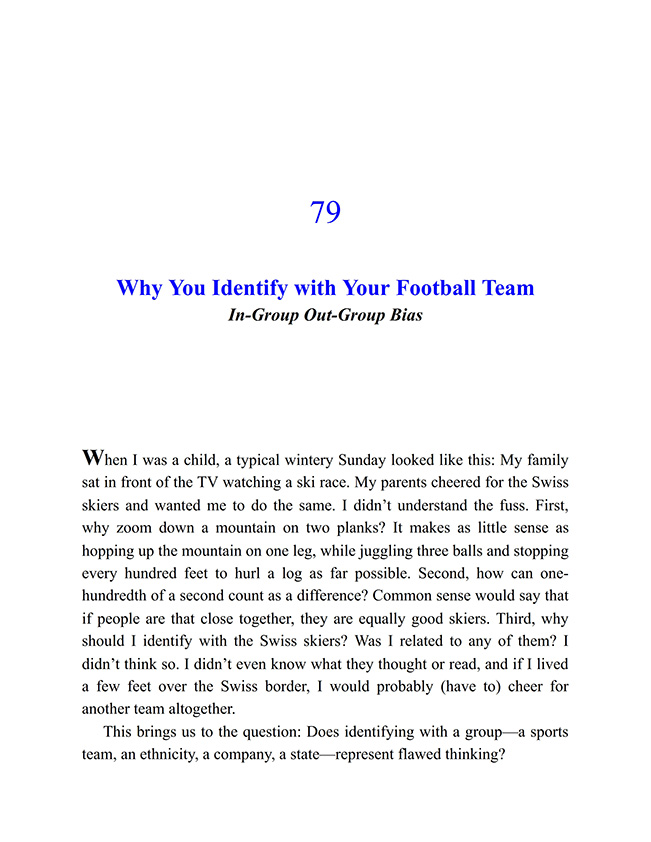 79
Why You Identify with Your Football Team
In-Group Out-Group Bias
When I was a child, a typical wintery Sunday looked like this: My family
sat in front of the TV watching a ski race. My parents cheered for the Swiss
skiers and wanted me to do the same. I didn’t understand the fuss. First,
why zoom down a mountain on two planks? It makes as little sense as
hopping up the mountain on one leg, while juggling three balls and stopping
every hundred feet to hurl a log as far possible. Second, how can one-
hundredth of a second count as a difference? Common sense would say that
if people are that close together, they are equally good skiers. Third, why
should I identify with the Swiss skiers? Was I related to any of them? I
didn’t think so. I didn’t even know what they thought or read, and if I lived
a few feet over the Swiss border, I would probably (have to) cheer for
another team altogether.
This brings us to the question: Does identifying with a group—a sports
team, an ethnicity, a company, a state—represent flawed thinking?